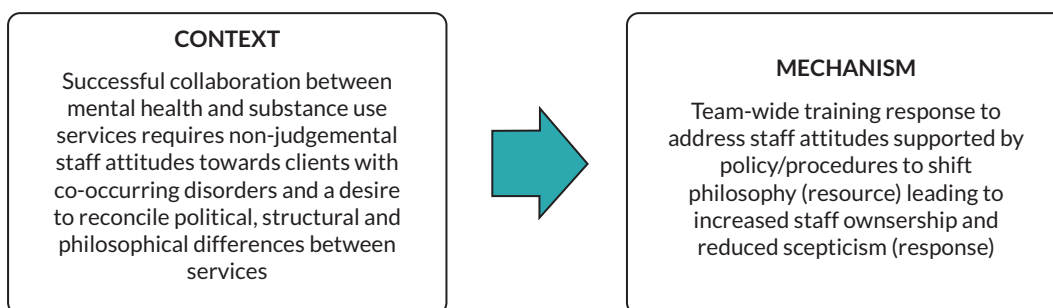 CONTEXT
Successful collaboration between
mental health and substance use
services requires non-judgemental
staff attitudes towards clients with
co-occurring disorders and a desire
to reconcile political, structural and
philosophical differences between
services
MECHANISM
Team-wide training response to
address staff attitudes supported by
policy/procedures to shift
philosophy (resource) leading to
increased staff ownsership and
reduced scepticism (response)